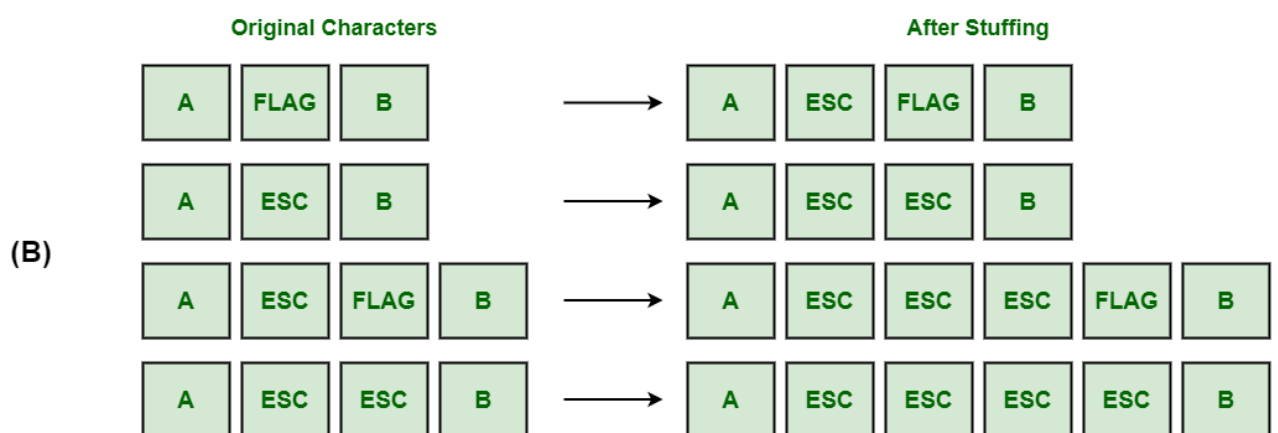 Original Characters After Stuffing
A FLAG B A ESC FLAG B
A ESC B A ESC ESC B
(B)
A ESC FLAG B A ESC ESC ESC FLAG B
A ESC ESC B A ESC ESC ESC ESC B